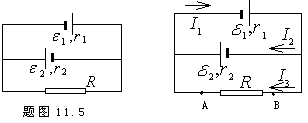 ε₁,r₁
ε₂,r₂
R
题图 11.5
I₁
ε₁,r₁
I₂
ε₂,r₂
I₃
A R B